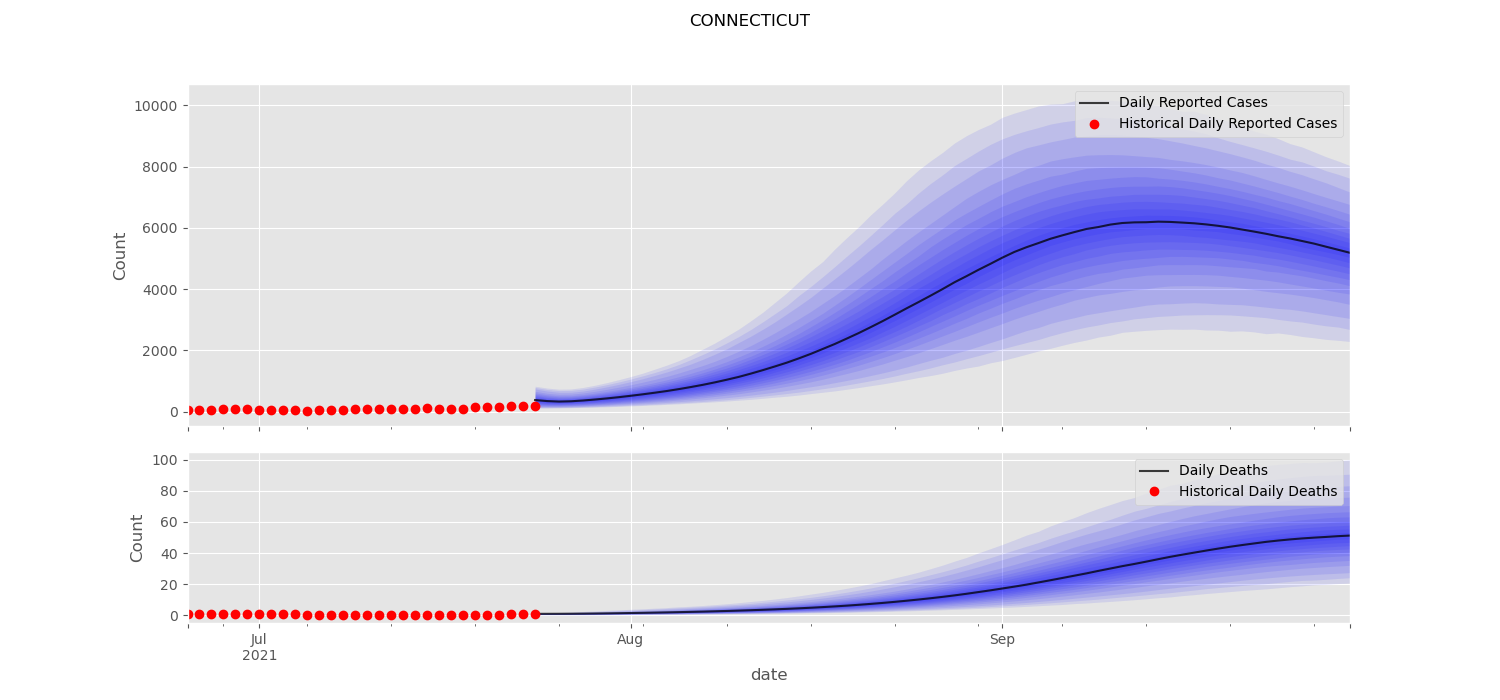 CONNECTICUT
10000
8000
6000
4000
2000
0
Count
Daily Reported Cases
Historical Daily Reported Cases
100
80
60
40
20
0
Count
Daily Deaths
Historical Daily Deaths
Jul
2021
Aug
Sep
date